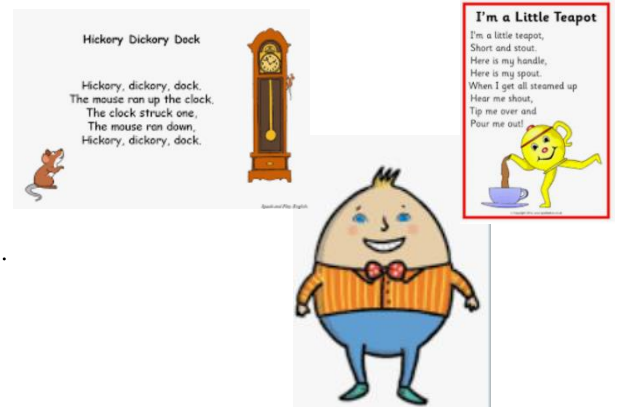 Hickory Dickory Dock
Hickory, dickory, dock.
The mouse ran up the clock.
The clock struck one,
The mouse ran down,
Hickory, dickory, dock.
I'm a Little Teapot
I'm a little teapot,
Short and stout.
Here is my handle,
Here is my spout.
When I get all steamed up
Hear me shout,
Tip me over and
Pour me out!
.